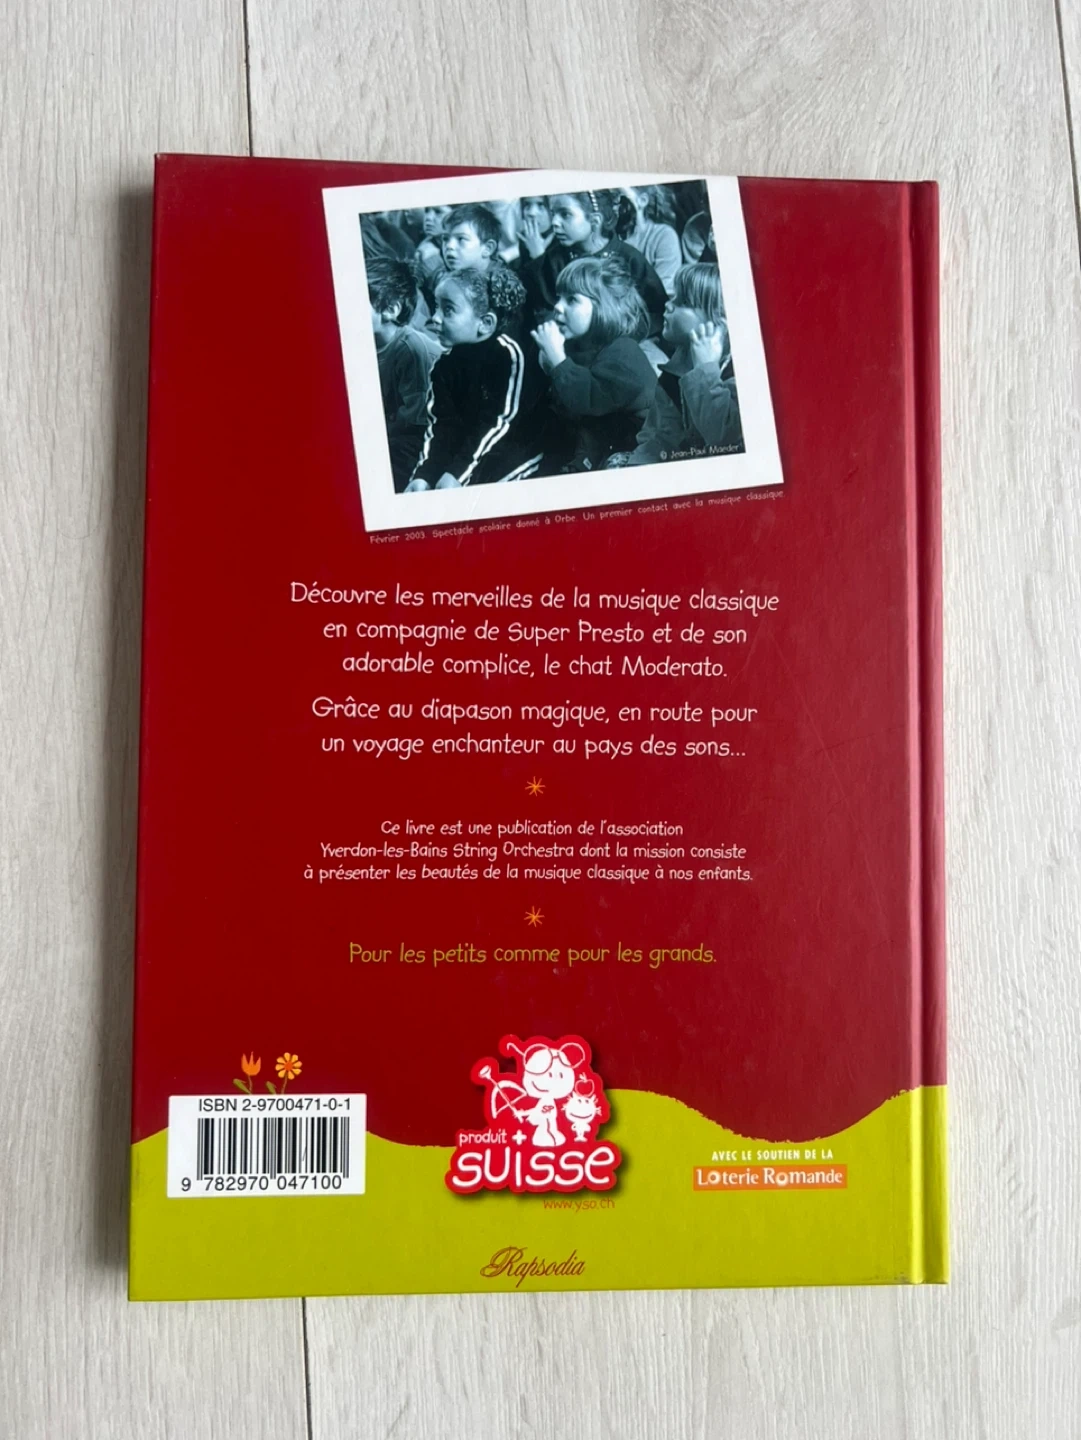 © Jean-Paul Maeder
Février 2003. Spectacle scolaire donné à Orbe. Un premier contact avec la musique classique
Découvre les merveilles de la musique classique
en compagnie de Super Presto et de son
adorable complice, le chat Moderato.
Grâce au diapason magique, en route pour
un voyage enchanteur au pays des sons...
Ce livre est une publication de l'association
Yverdon-les-Bains String Orchestra dont la mission consiste
à présenter les beautés de la musique classique à nos enfants.
Pour les petits comme pour les grands.
ISBN 2-9700471-0-1
9 782970 047100
SP
produit +
suisse
www.yso.ch
AVEC LE SOUTIEN DE LA
Loterie Romande
Rapsodia